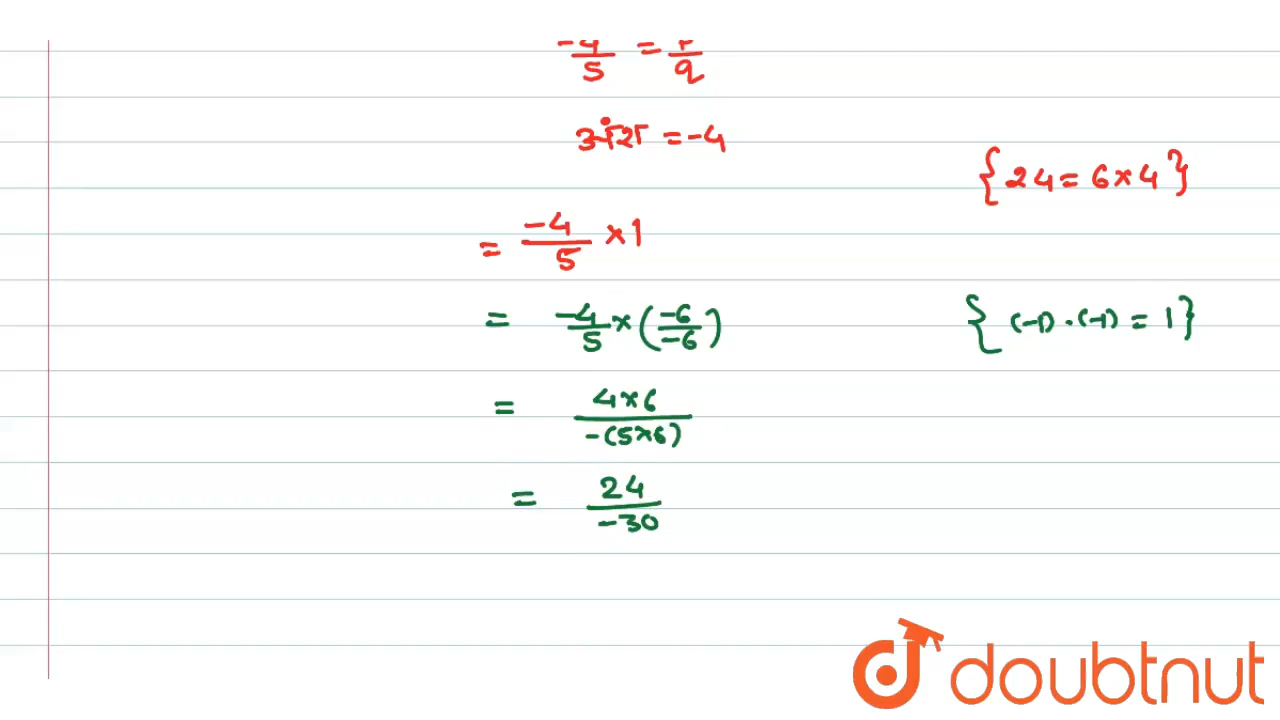 -4/5 = p/q
= -4
{24 = 6 × 4}
= -4/5 × 1
= -4/5 × (-6/-6)
{(-1) · (-1) = 1}
= 4×6/-(5×6)
= 24/-30
doubtnut